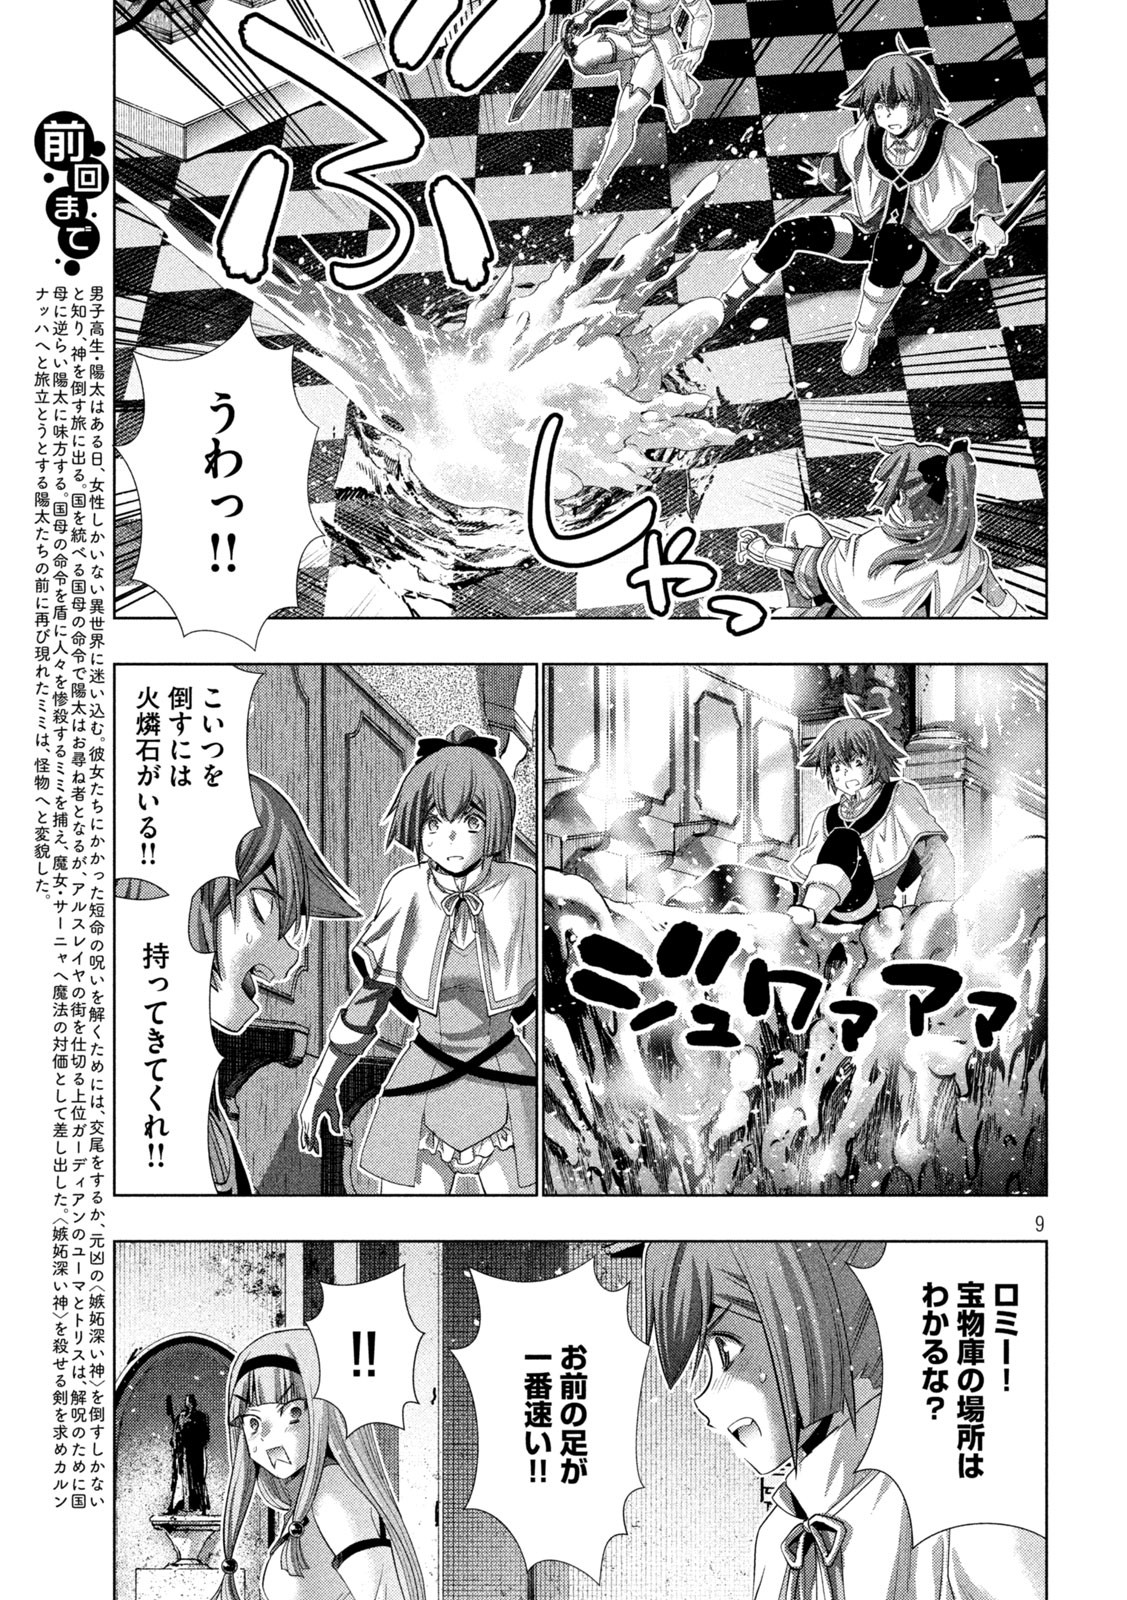 前回まで
男子高生・陽太はある日、女性しかいない異世界に迷い込む。彼女たちにかかった短命の呪いを解くためには、交尾をするか、元凶の〈嫉妬深い神〉を倒すしかない
と知り、神を倒す旅に出る。国を統べる国母の命令で陽太はお尋ね者となるが、アルスレイヤの街を仕切る上位ガーディアンのユーマとトリスは、解呪のために国
母に逆らい陽太に味方する。国母の命令を盾に人々を惨殺するミミを捕え、魔女・サーニャへ魔法の対価として差し出した。〈嫉妬深い神〉を殺せる剣を求めカルン
ナッハへと旅立とうとする陽太たちの前に再び現れたミミは、怪物へと変貌した。
ぶふ
しゃっ
うわっ!!
ジュワァアァ
こいつを
倒すには
火燐石がいる!!
持ってきてくれ!!
9
ロミー!
宝物庫の場所は
わかるな?
お前の足が
一番速い!!
!!